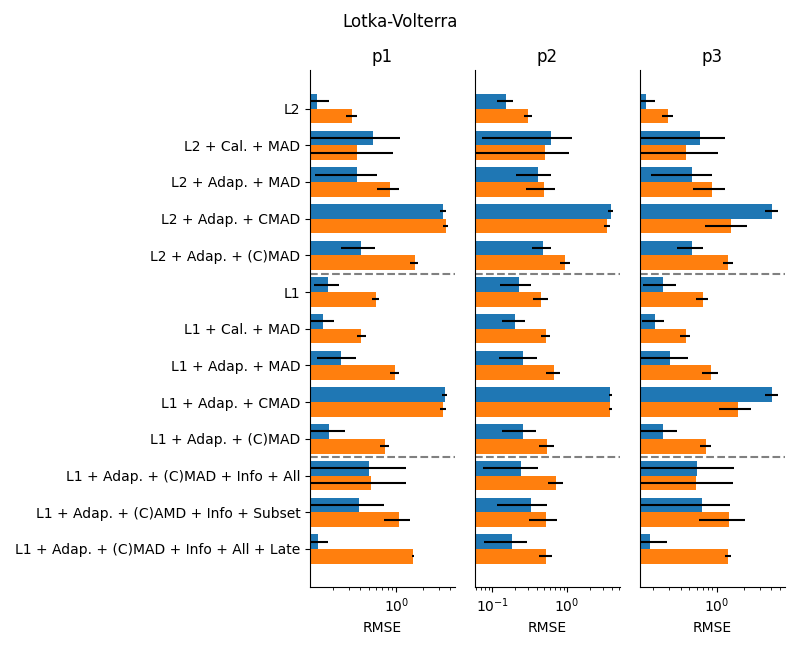 Lotka-Volterra
p1 p2 p3
L2
L2 + Cal. + MAD
L2 + Adap. + MAD
L2 + Adap. + CMAD
L2 + Adap. + (C)MAD
L1
L1 + Cal. + MAD
L1 + Adap. + MAD
L1 + Adap. + CMAD
L1 + Adap. + (C)MAD
L1 + Adap. + (C)MAD + Info + All
L1 + Adap. + (C)AMD + Info + Subset
L1 + Adap. + (C)MAD + Info + All + Late
10⁰ 10⁻¹ 10⁰ 10⁰
RMSE RMSE RMSE